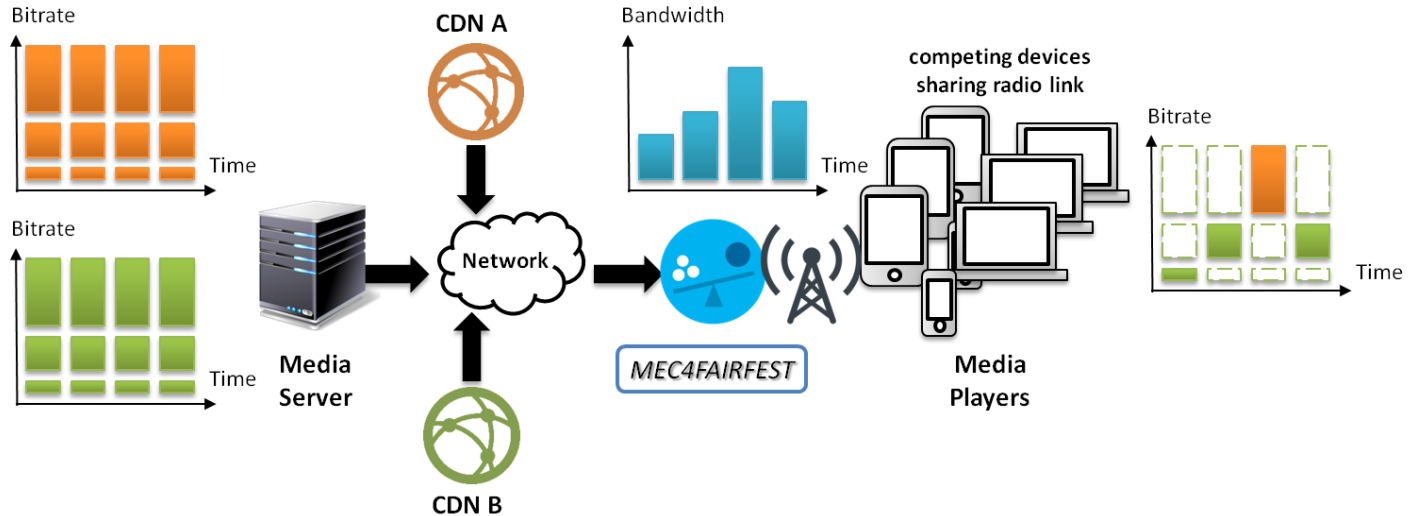 Bitrate
Time
Bitrate
Time
Media
Server
CDN A
Network
CDN B
Bandwidth
Time
MEC4FAIRFEST
competing devices
sharing radio link
Media
Players
Bitrate
Time